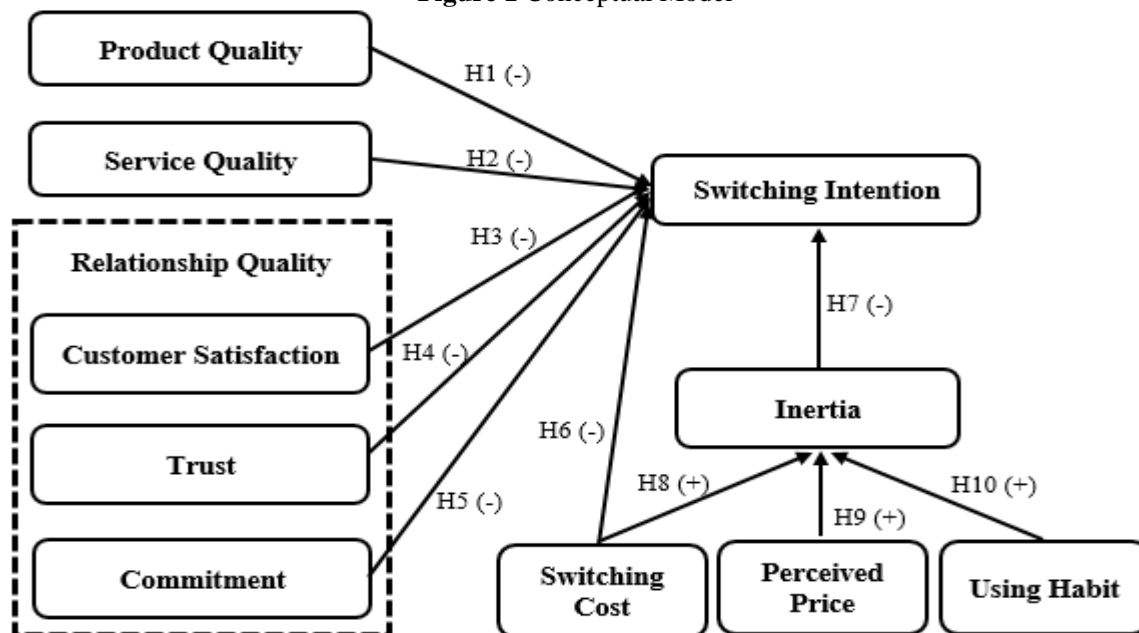 Figure 2 Conceptual Model
Product Quality
H1 (-)
Service Quality
H2 (-)
Switching Intention
H3 (-)
Relationship Quality
H7 (-)
Customer Satisfaction
H4 (-)
Inertia
H6 (-)
Trust
H8 (+)
H10 (+)
H5 (-)
H9 (+)
Commitment
Switching
Cost
Perceived
Price
Using Habit